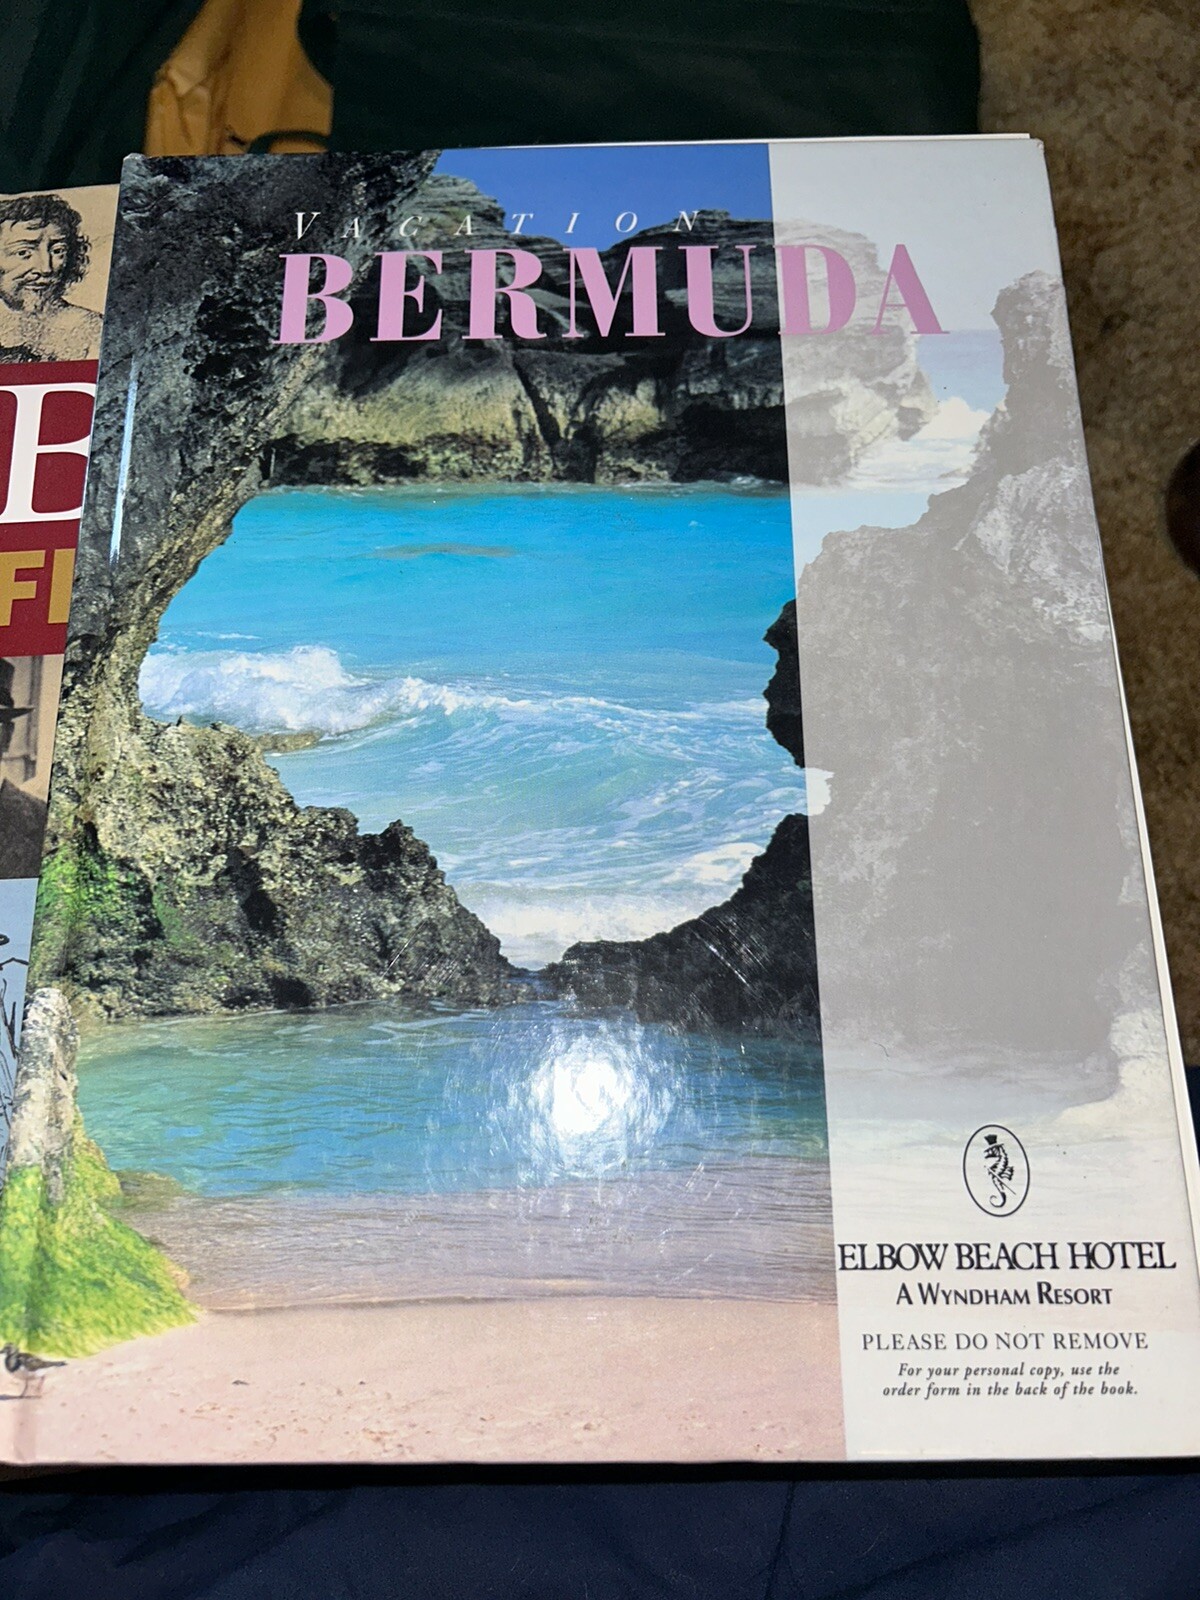 VACATION
BERMUDA
ELBOW BEACH HOTEL
A WYNDHAM RESORT
PLEASE DO NOT REMOVE
For your personal copy, use the
order form in the back of the book.
B
FI